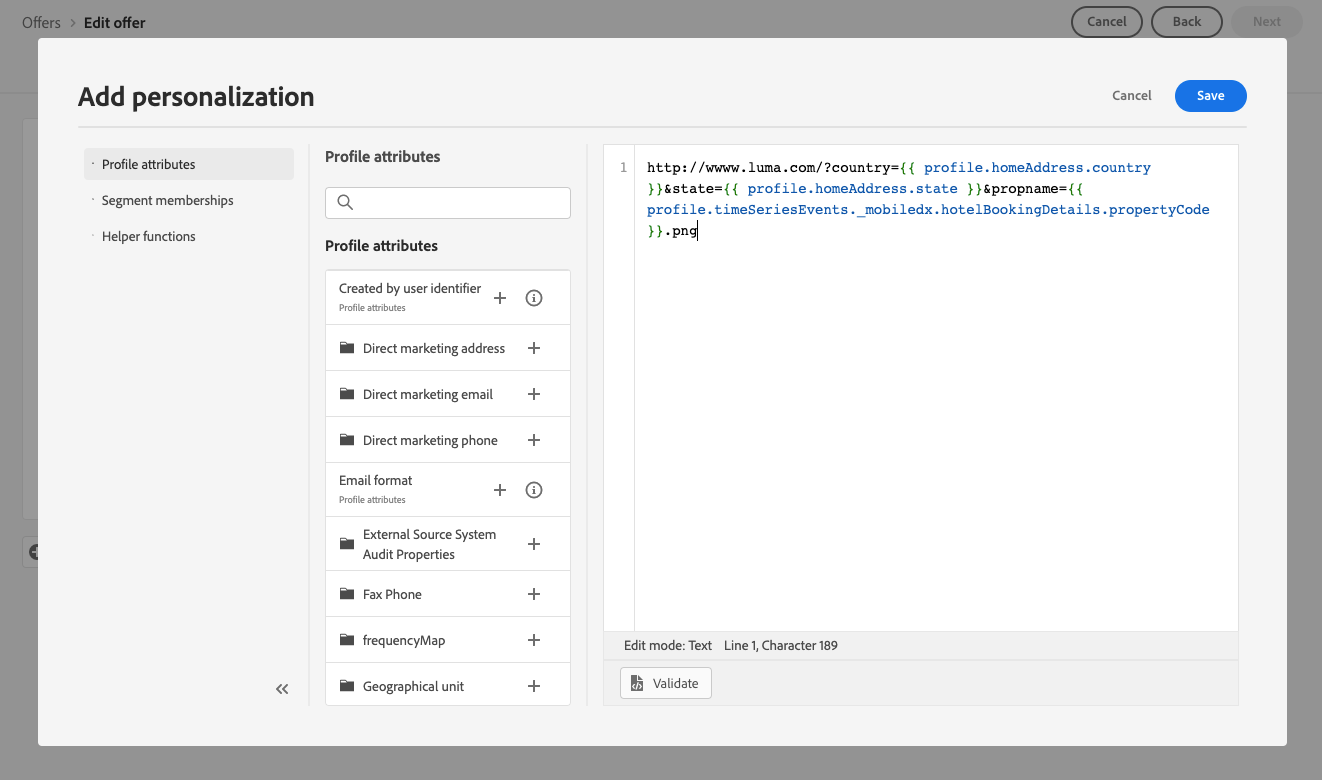 Offers > Edit offer
Cancel
Back
Next
Add personalization
Cancel
Save
Profile attributes
Segment memberships
Helper functions
Profile attributes
Profile attributes
Created by user identifier
Profile attributes
Direct marketing address
Direct marketing email
Direct marketing phone
Email format
Profile attributes
External Source System
Audit Properties
Fax Phone
frequencyMap
Geographical unit
1
http://wwww.luma.com/?country={{ profile.homeAddress.country
}}&state={{ profile.homeAddress.state }}&propname={{
profile.timeSeriesEvents._mobiledx.hotelBookingDetails.propertyCode
}}.png
Edit mode: Text Line 1, Character 189
Validate